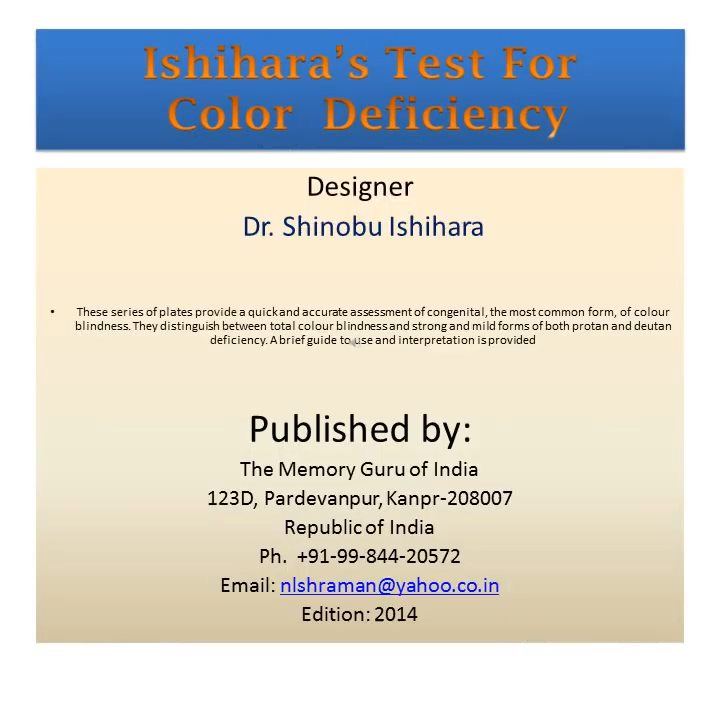 Ishihara’s Test For
Color Deficiency
Designer
Dr. Shinobu Ishihara
• These series of plates provide a quick and accurate assessment of congenital, the most common form, of colour
blindness. They distinguish between total colour blindness and strong and mild forms of both protan and deutan
deficiency. A brief guide to use and interpretation is provided
Published by:
The Memory Guru of India
123D, Pardevanpur, Kanpr-208007
Republic of India
Ph. +91-99-844-20572
Email: nlshraman@yahoo.co.in
Edition: 2014